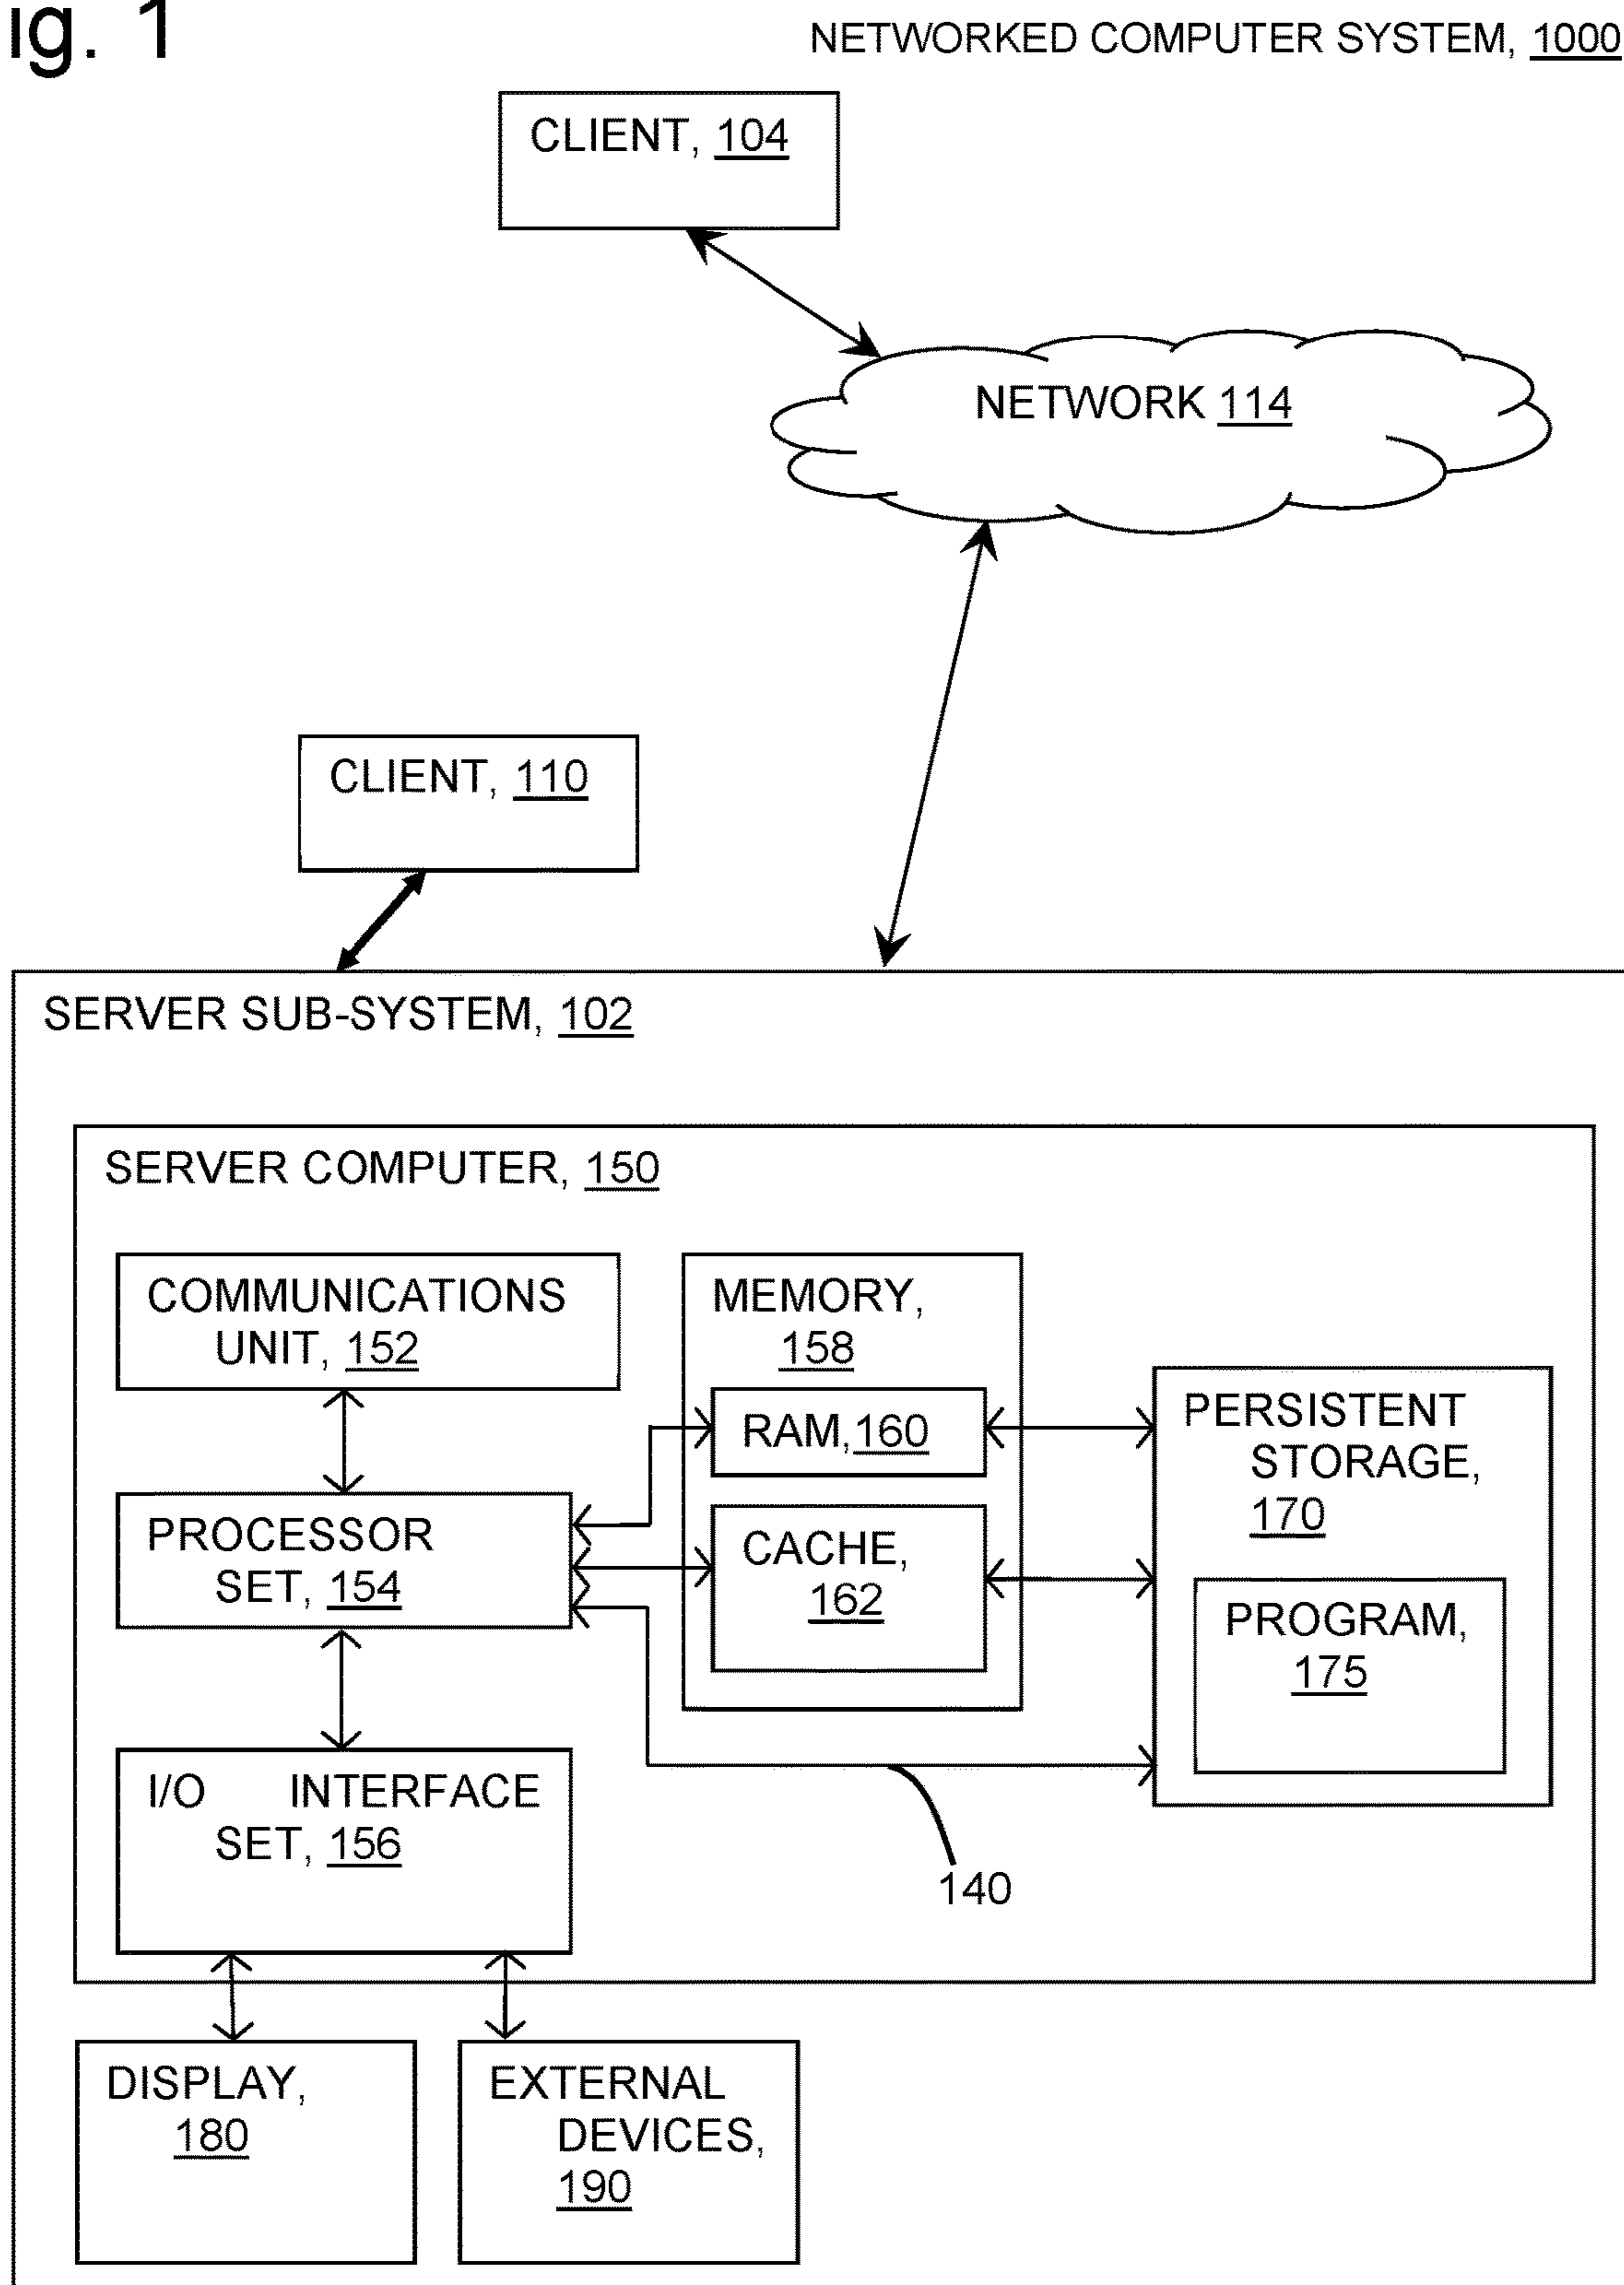 ig. 1
NETWORKED COMPUTER SYSTEM, 1000
CLIENT, 104
NETWORK 114
CLIENT, 110
SERVER SUB-SYSTEM, 102
SERVER COMPUTER, 150
COMMUNICATIONS
UNIT, 152
MEMORY,
158
RAM,160
PERSISTENT
STORAGE,
170
PROCESSOR
SET, 154
CACHE,
162
PROGRAM,
175
I/O INTERFACE
SET, 156
140
DISPLAY,
180
EXTERNAL
DEVICES,
190